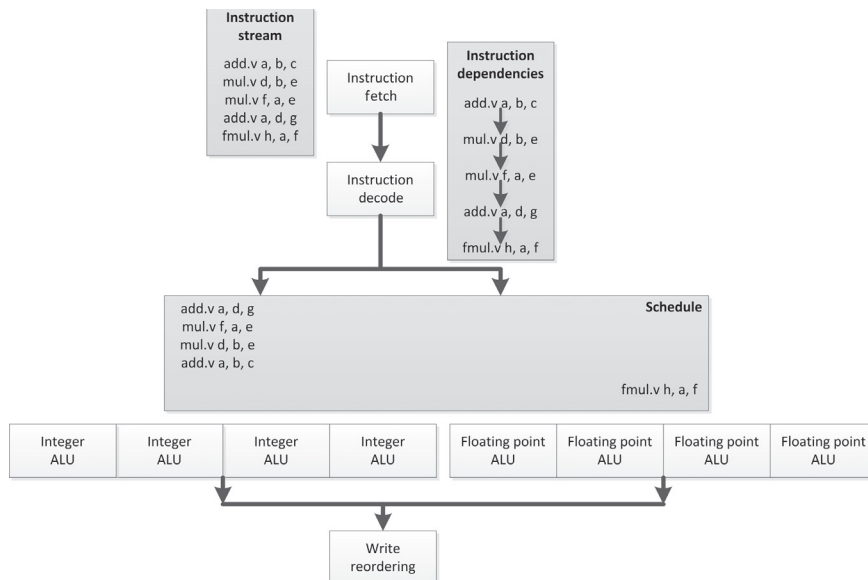 Instruction
stream
add.v a, b, c
mul.v d, b, e
mul.v f, a, e
add.v a, d, g
fmul.v h, a, f
Instruction
fetch
Instruction
decode
Instruction
dependencies
add.v a, b, c
mul.v d, b, e
mul.v f, a, e
add.v a, d, g
fmul.v h, a, f
Schedule
add.v a, d, g
mul.v f, a, e
mul.v d, b, e
add.v a, b, c
fmul.v h, a, f
Integer
ALU
Integer
ALU
Integer
ALU
Integer
ALU
Floating point
ALU
Floating point
ALU
Floating point
ALU
Floating point
ALU
Write
reordering